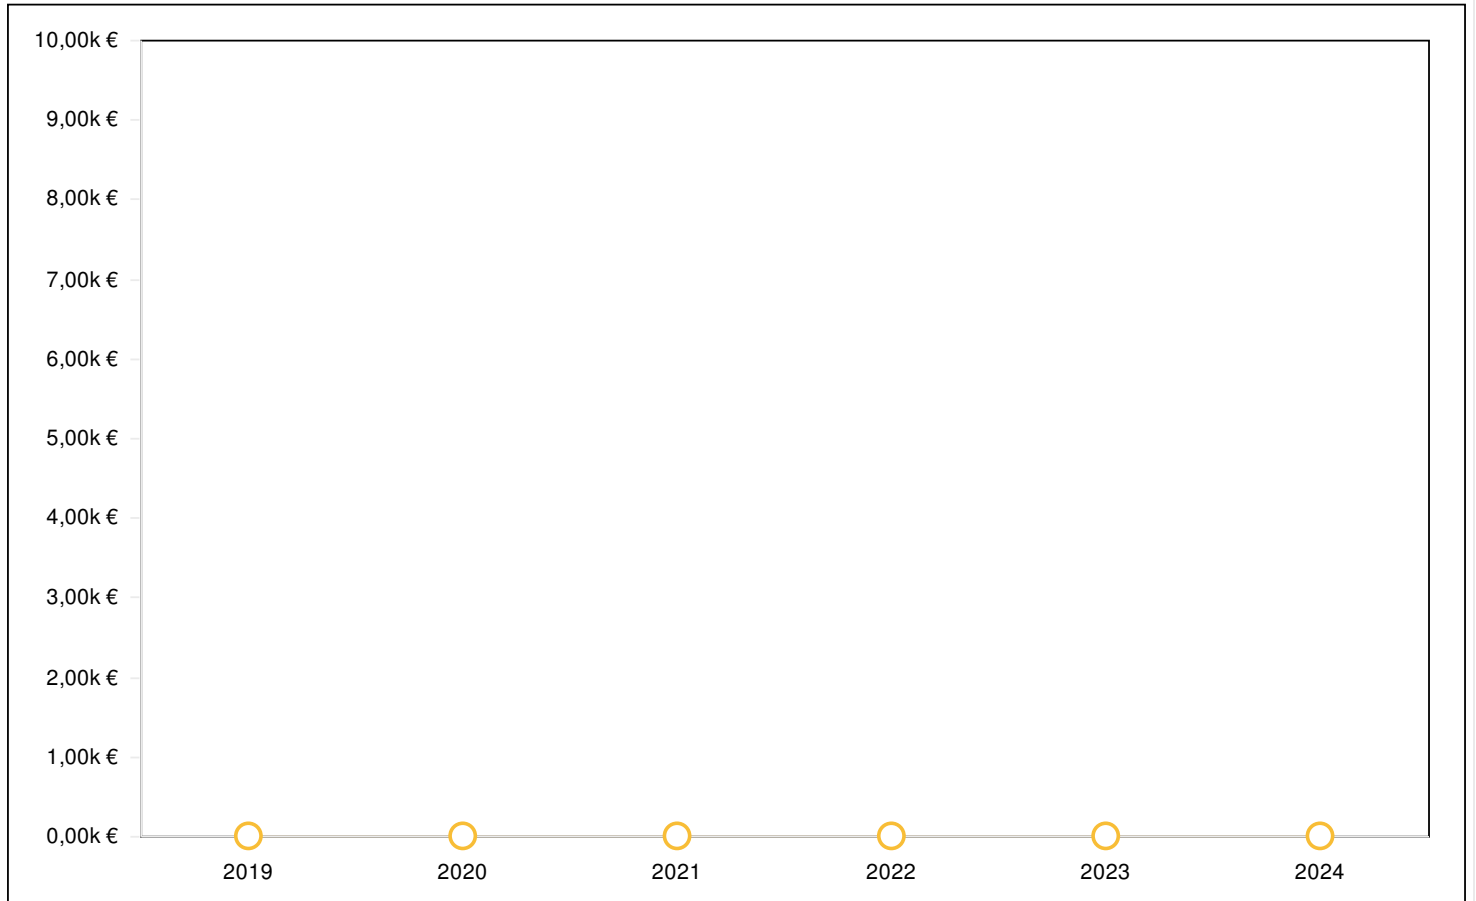 10,00k €
9,00k €
8,00k €
7,00k €
6,00k €
5,00k €
4,00k €
3,00k €
2,00k €
1,00k €
0,00k €
2019 2020 2021 2022 2023 2024